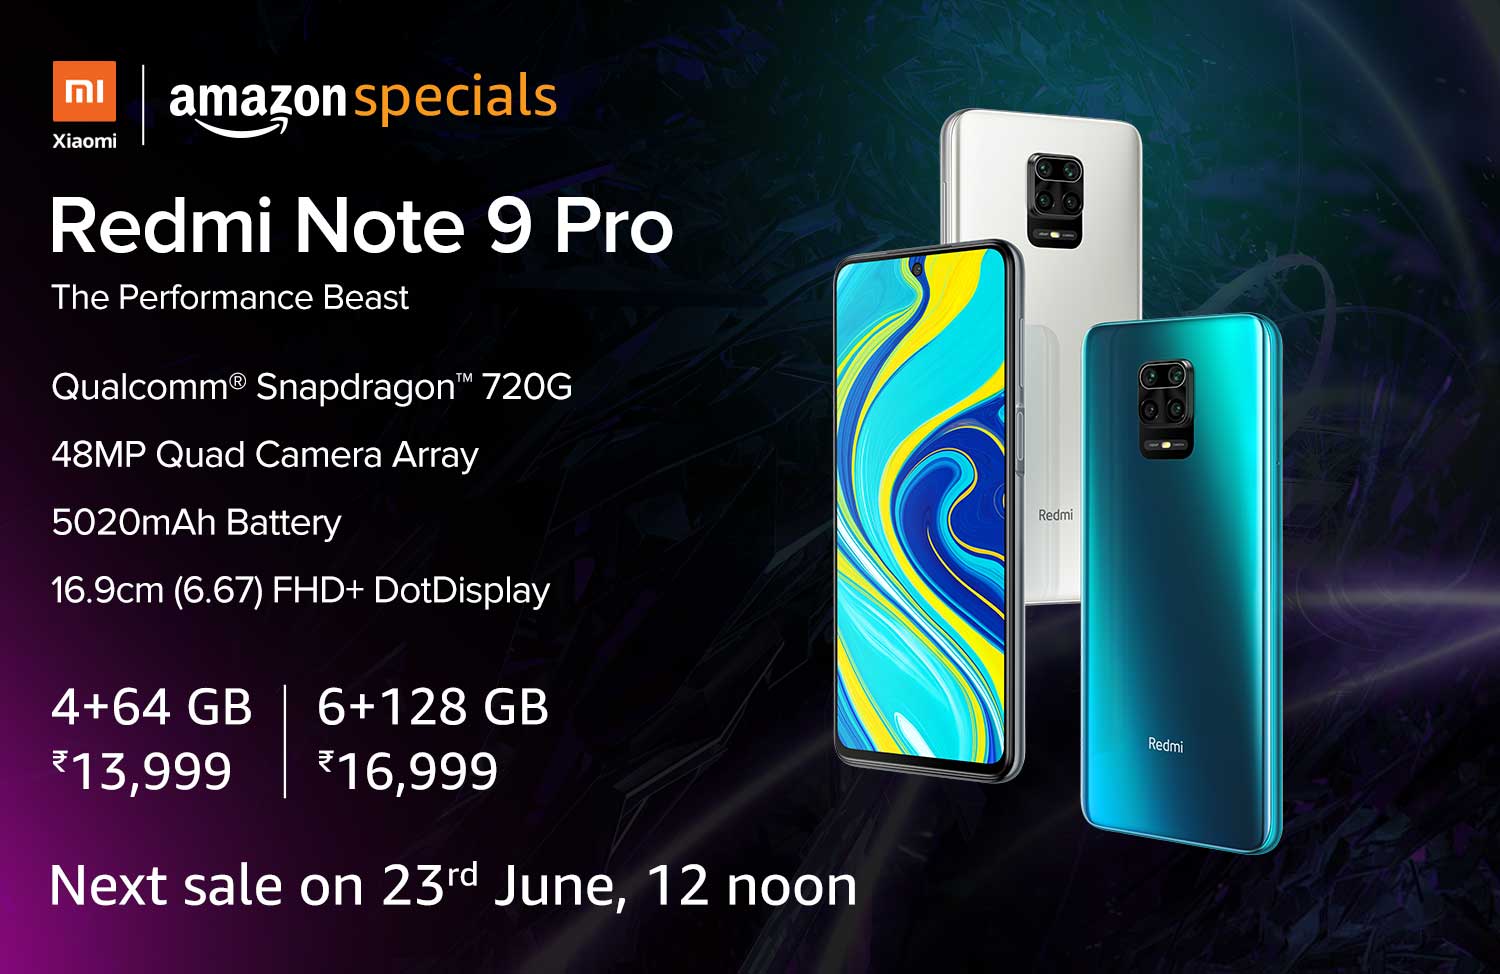 mi
Xiaomi
amazon specials
Redmi Note 9 Pro
The Performance Beast
Qualcomm® Snapdragon™ 720G
48MP Quad Camera Array
5020mAh Battery
16.9cm (6.67) FHD+ DotDisplay
4+64 GB
₹13,999
6+128 GB
₹16,999
Next sale on 23rd June, 12 noon
Redmi
Redmi